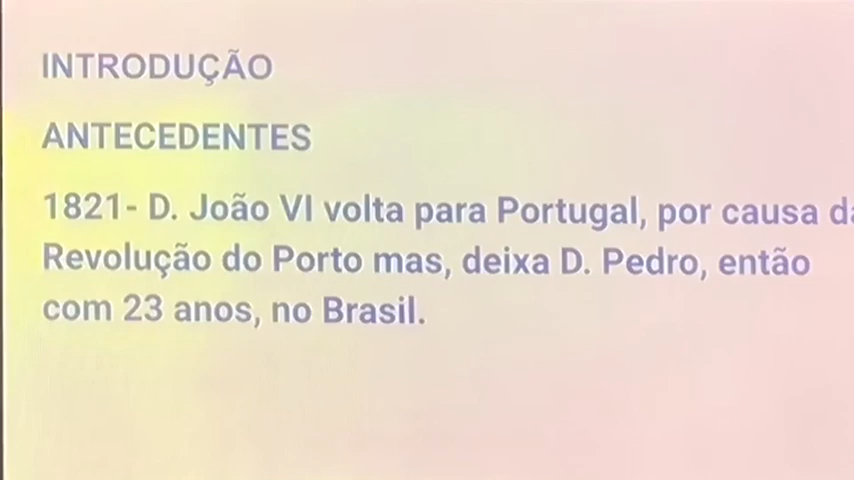 INTRODUÇÃO
ANTECEDENTES
1821- D. João VI volta para Portugal, por causa da
Revolução do Porto mas, deixa D. Pedro, então
com 23 anos, no Brasil.